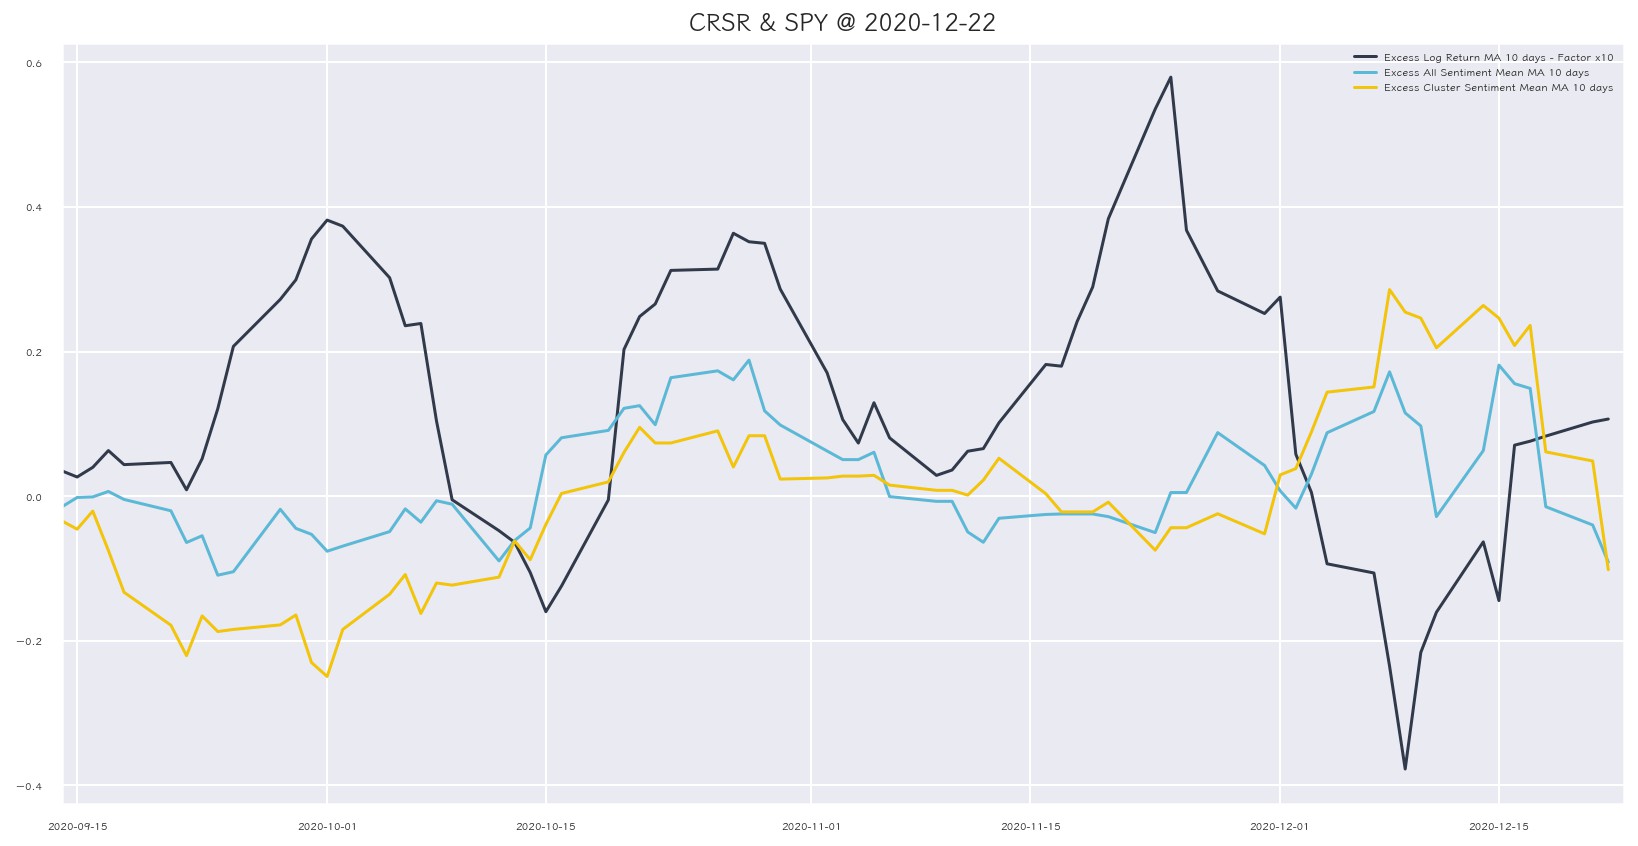 CRSR & SPY @ 2020-12-22
Excess Log Return MA 10 days - Factor x10
Excess All Sentiment Mean MA 10 days
Excess Cluster Sentiment Mean MA 10 days
0.6
0.4
0.2
0.0
−0.2
−0.4
2020-09-15 2020-10-01 2020-10-15 2020-11-01 2020-11-15 2020-12-01 2020-12-15